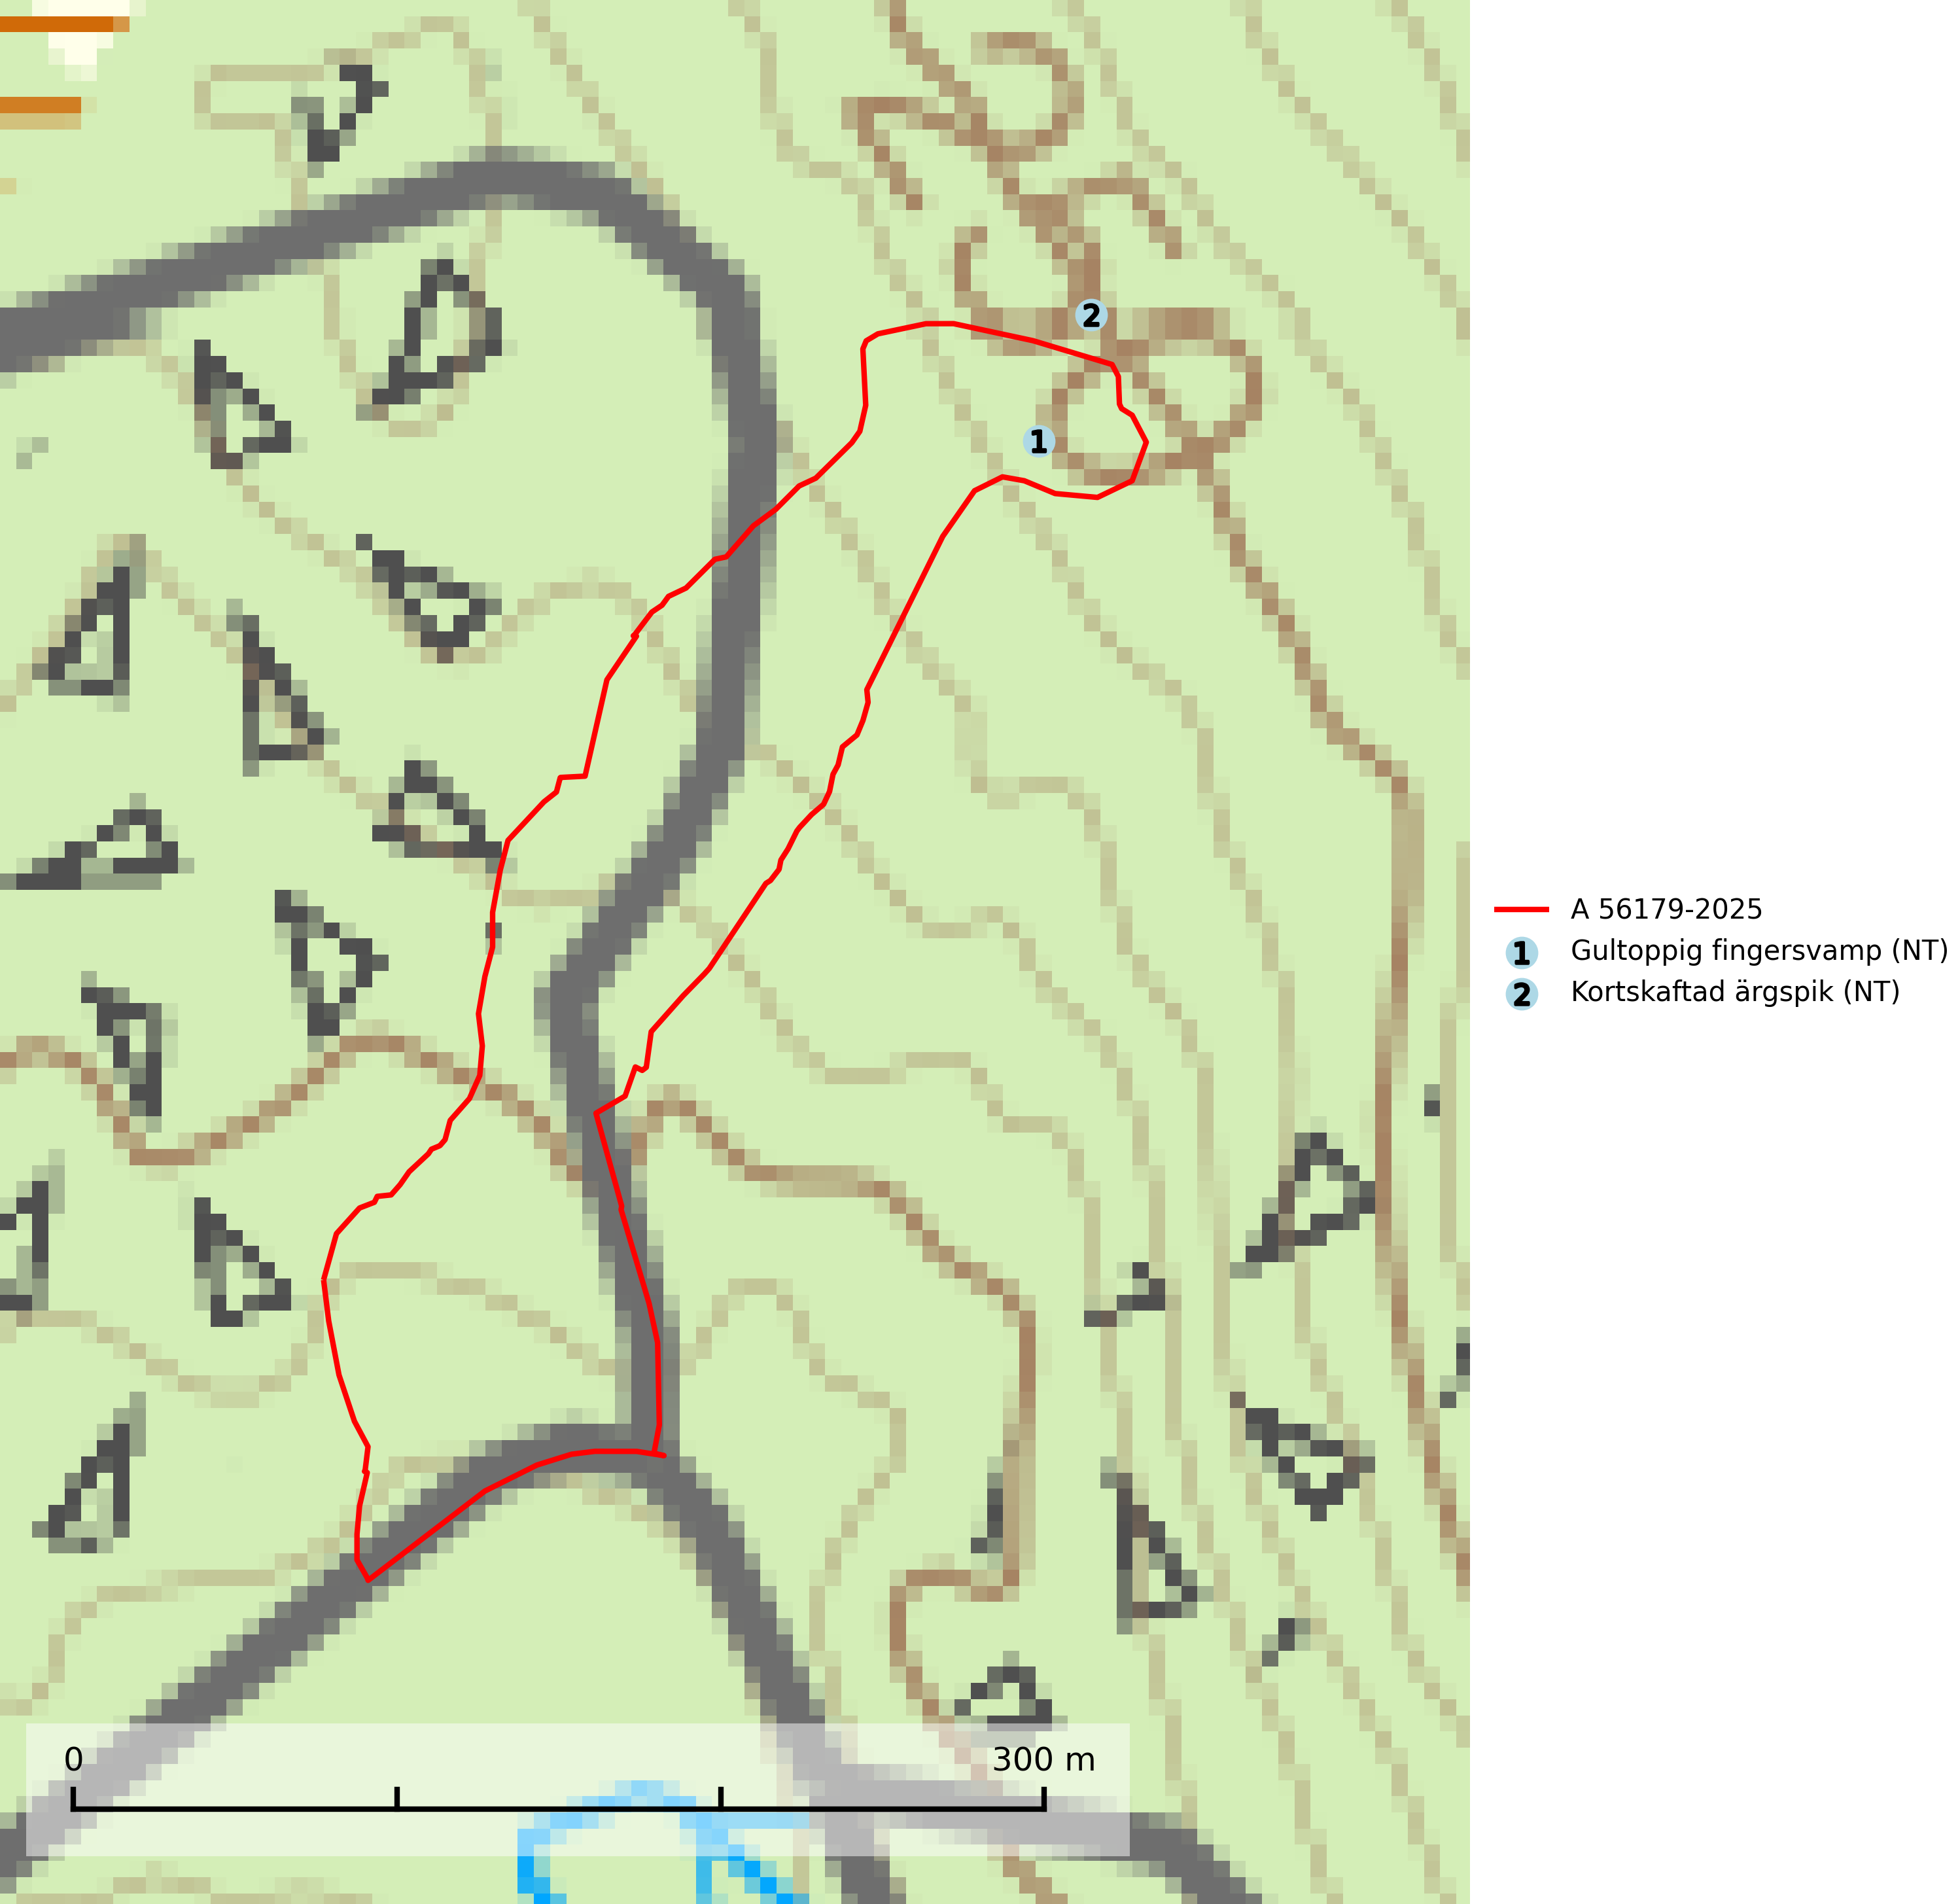 2
1
A 56179-2025
1 Gultoppig fingersvamp (NT)
2 Kortskaftad ärgspik (NT)
0 300 m